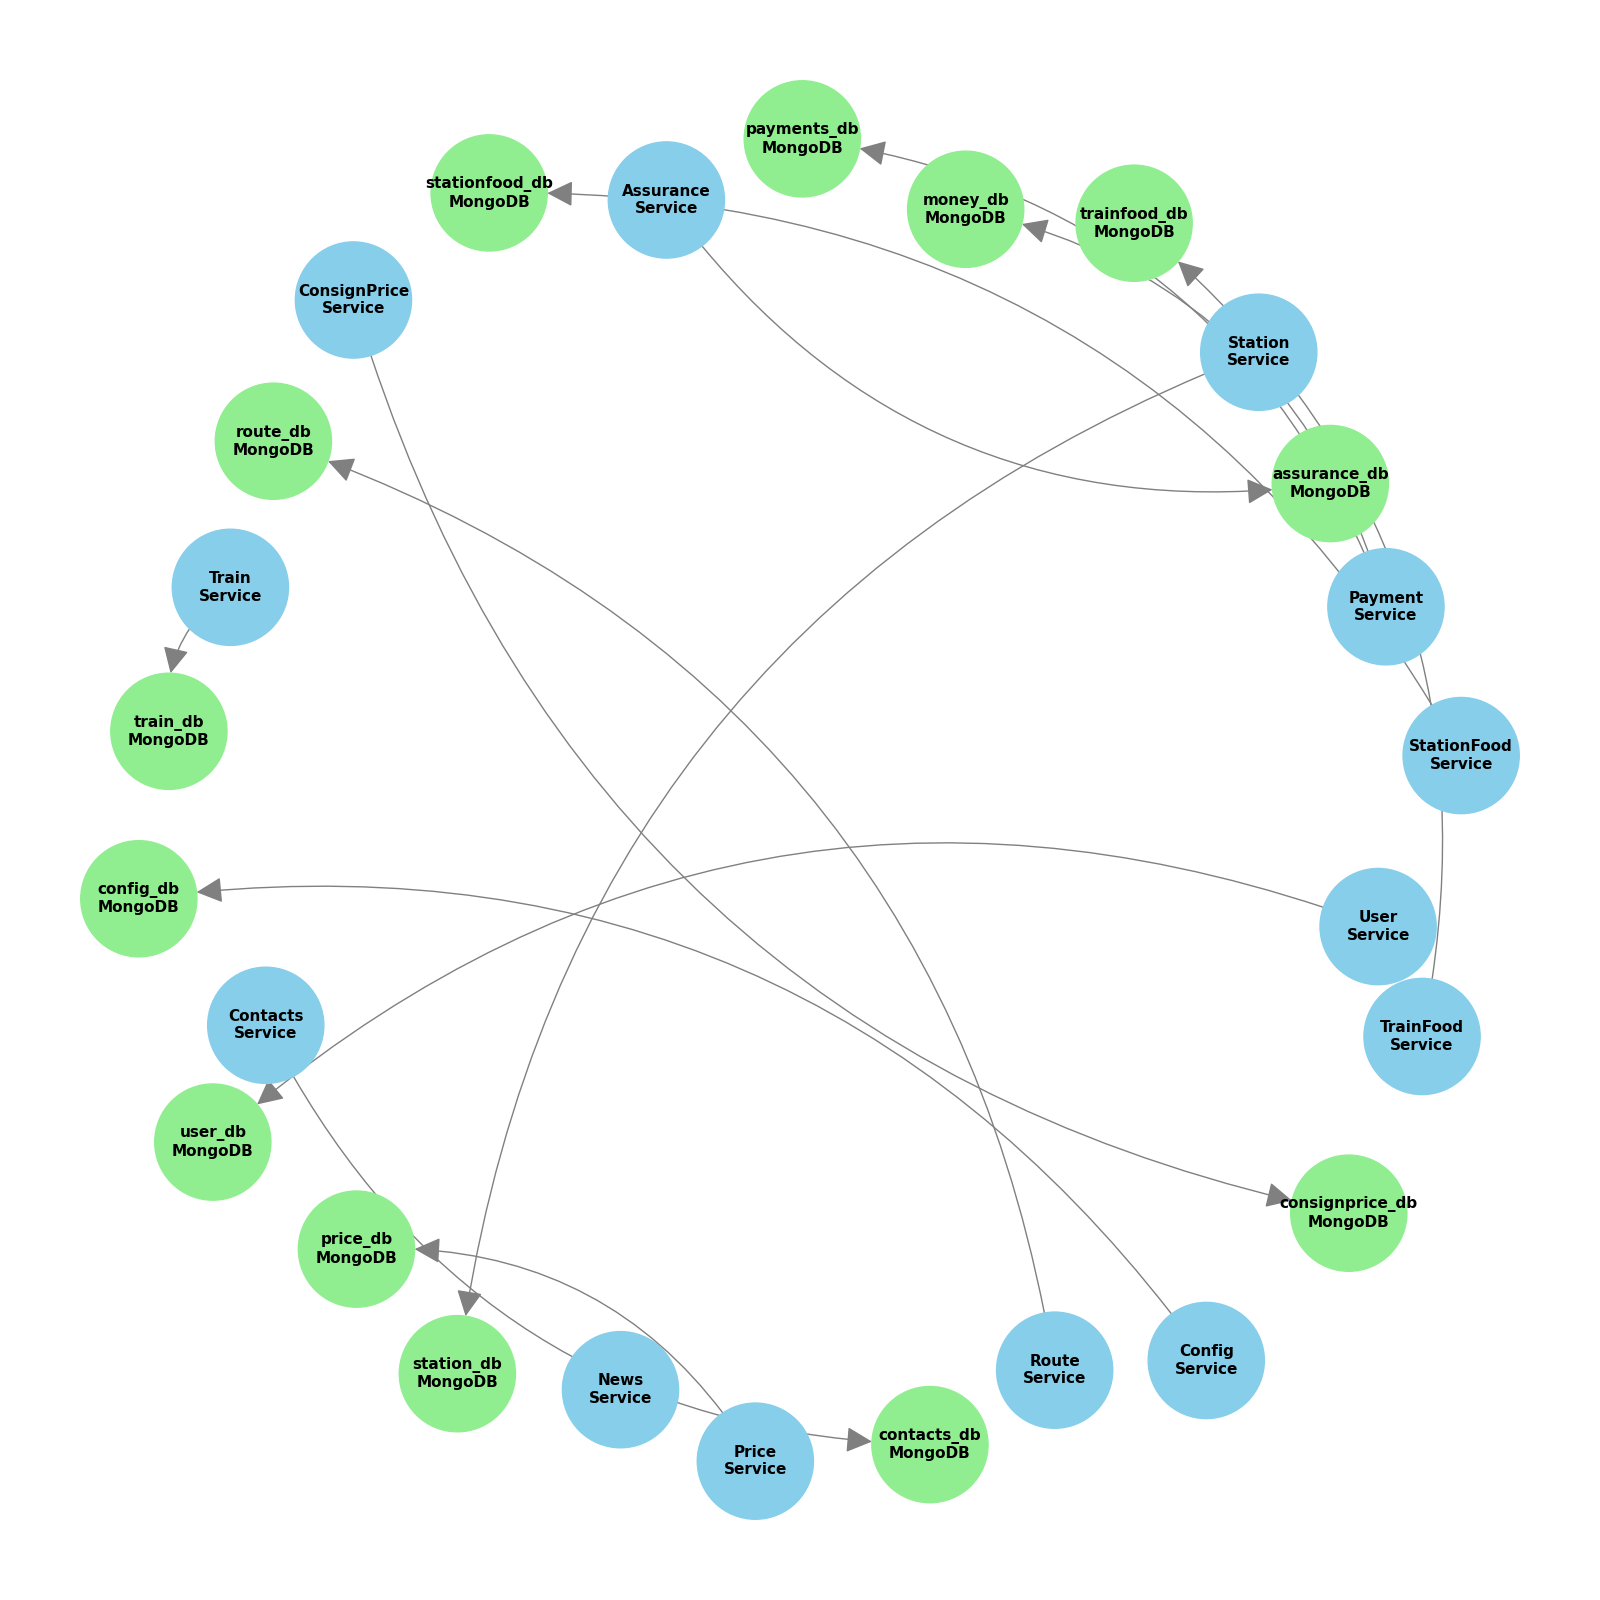 payments_db
MongoDB
stationfood_db
MongoDB
Assurance
Service
money_db
MongoDB
trainfood_db
MongoDB
ConsignPrice
Service
Station
Service
route_db
MongoDB
assurance_db
MongoDB
Train
Service
Payment
Service
train_db
MongoDB
StationFood
Service
config_db
MongoDB
User
Service
Contacts
Service
TrainFood
Service
user_db
MongoDB
consignprice_db
MongoDB
price_db
MongoDB
station_db
MongoDB
News
Service
Route
Service
Config
Service
Price
Service
contacts_db
MongoDB